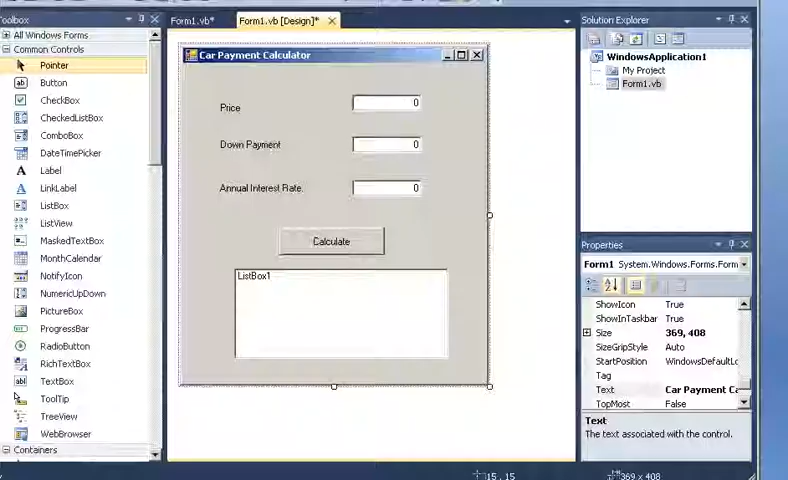 Toolbox
Form1.vb*
Form1.vb [Design]*
Solution Explorer
All Windows Forms
Common Controls
Pointer
Button
CheckBox
CheckedListBox
ComboBox
DateTimePicker
Label
LinkLabel
ListBox
ListView
MaskedTextBox
MonthCalendar
NotifyIcon
NumericUpDown
PictureBox
ProgressBar
RadioButton
RichTextBox
TextBox
ToolTip
TreeView
WebBrowser
Containers
Car Payment Calculator
Price
0
Down Payment
0
Annual Interest Rate
0
Calculate
ListBox1
WindowsApplication1
My Project
Form1.vb
Properties
Form1 System.Windows.Forms.Form
ShowIcon True
ShowInTaskbar True
Size 369, 408
SizeGripStyle Auto
StartPosition WindowsDefaultLo
Tag
Text Car Payment Ca
TopMost False
Text
The text associated with the control.
15, 15
369 x 408